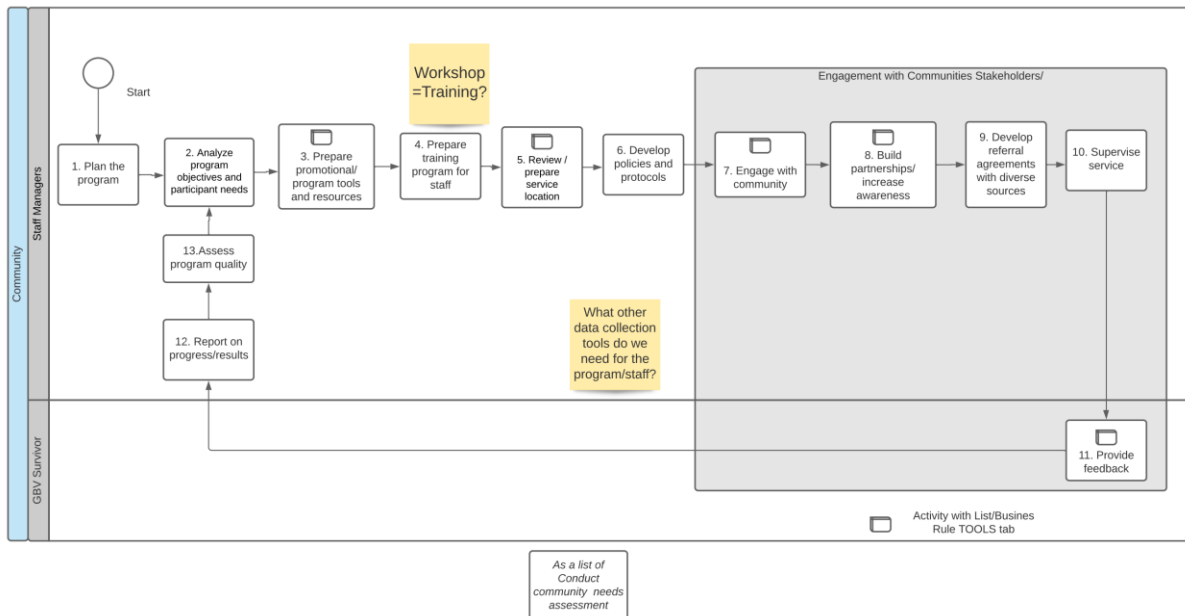 Community
Staff Managers
GBV Survivor
Start
1. Plan the
program
2. Analyze
program
objectives and
participant needs
3. Prepare
promotional/
program tools
and resources
Workshop
=Training?
4. Prepare
training
program for
staff
5. Review /
prepare
service
location
6. Develop
policies and
protocols
Engagement with Communities Stakeholders/
7. Engage with
community
8. Build
partnerships/
increase
awareness
9. Develop
referral
agreements
with diverse
sources
10. Supervise
service
13.Assess
program quality
12. Report on
progress/results
What other
data collection
tools do we
need for the
program/staff?
11. Provide
feedback
Activity with List/Busines
Rule TOOLS tab
As a list of
Conduct
community needs
assessment